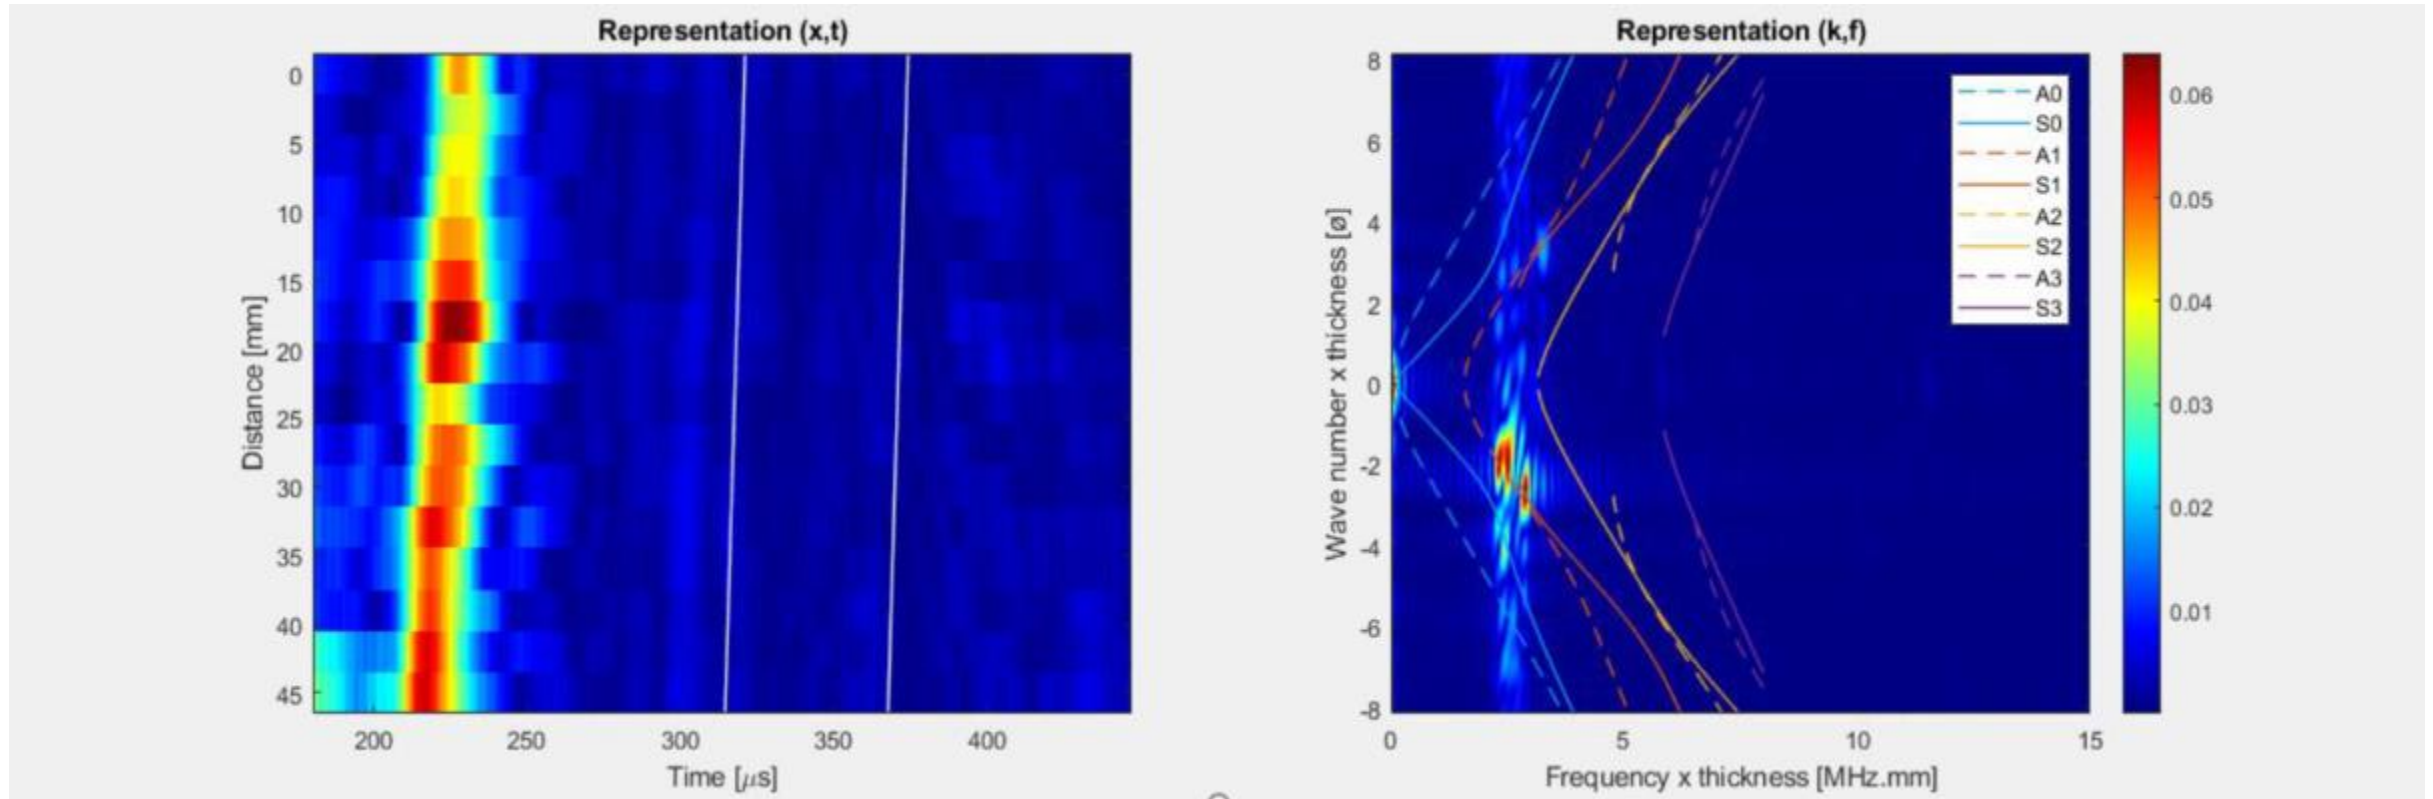 Representation (x,t)
0
5
10
15
20
25
30
35
40
45
Distance [mm]
200
250
300
350
400
Time [μs]
Representation (k,f)
8
6
4
2
0
-2
-4
-6
-8
Wave number x thickness [ø]
0
5
10
15
Frequency x thickness [MHz.mm]
A0
S0
A1
S1
A2
S2
A3
S3
0.06
0.05
0.04
0.03
0.02
0.01